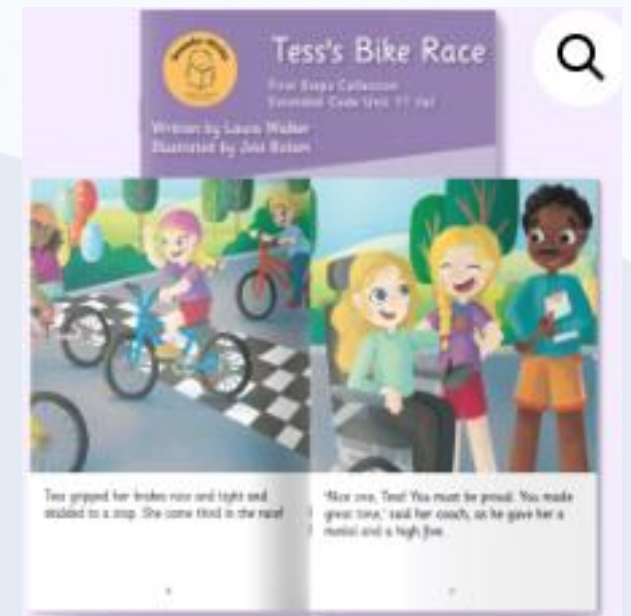 Tess's Bike Race
First Steps Collection
Extended Code Unit 11
Written by Laura
Illustrated by
Tess gripped her brakes nice and tight and
skidded to a stop. She came third in the race!
'Nice one, Tess! You must be proud. You made
great time,' said her coach, as he gave her a
medal and a high five.